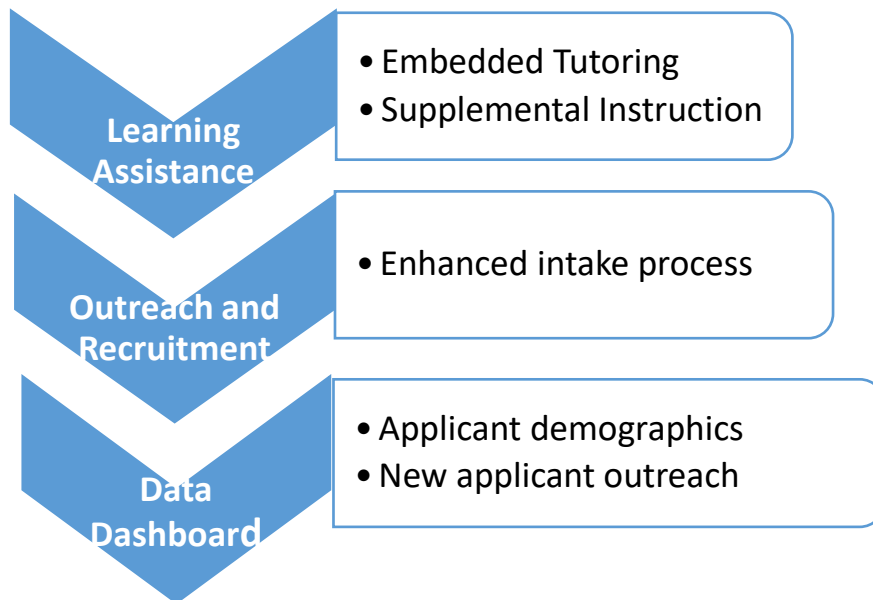 Learning
Assistance
• Embedded Tutoring
• Supplemental Instruction
Outreach and
Recruitment
• Enhanced intake process
Data
Dashboard
• Applicant demographics
• New applicant outreach